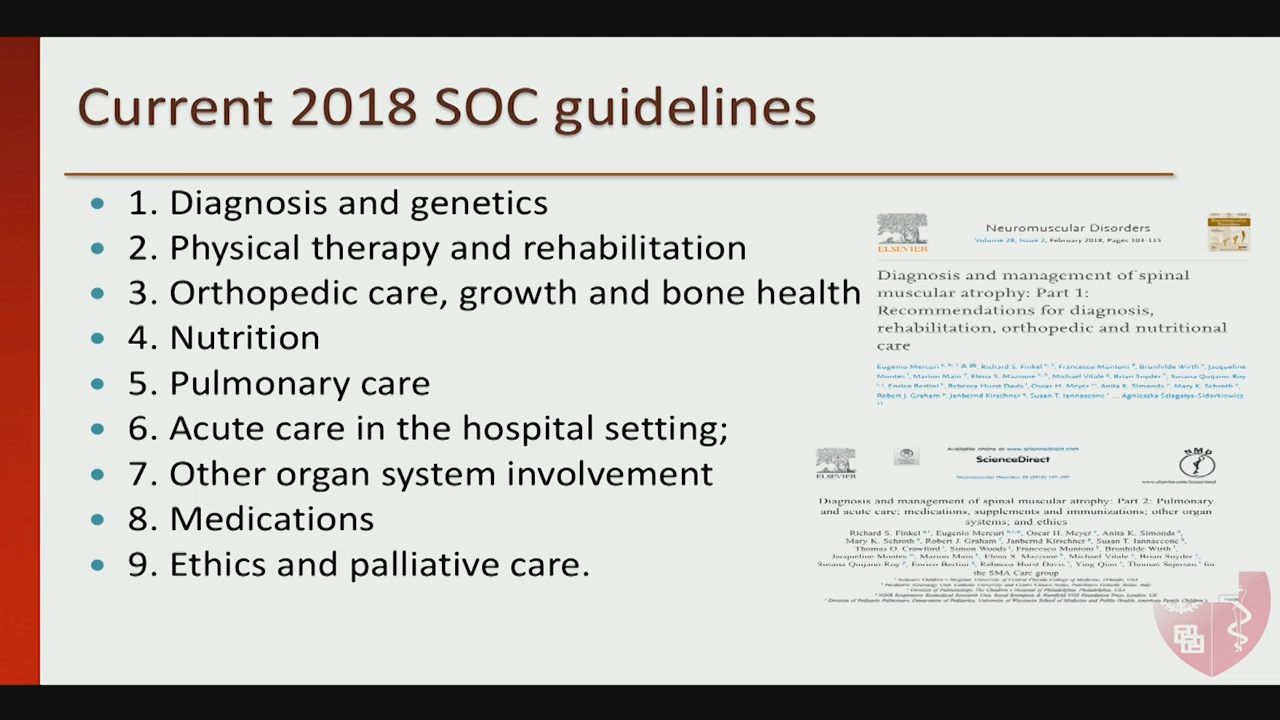 Current 2018 SOC guidelines
• 1. Diagnosis and genetics
• 2. Physical therapy and rehabilitation
• 3. Orthopedic care, growth and bone health
• 4. Nutrition
• 5. Pulmonary care
• 6. Acute care in the hospital setting;
• 7. Other organ system involvement
• 8. Medications
• 9. Ethics and palliative care.
ELSEVIER
Neuromuscular Disorders
Volume 28, Issue 2, February 2018, Pages 103-115
Diagnosis and management of spinal
muscular atrophy: Part 1:
Recommendations for diagnosis,
rehabilitation, orthopedic and nutritional
care
Eugenio Mercuri, Richard S. Finkel, Francesco Muntoni, Brunhilde Wirth, Jacqueline
Montes, Marion Main, Elena S. Mazzone, Michael Vitale, Brian Snyder, Susana Quijano-Roy
, Enrico Bertini, Rebecca Hurst Davis, Oscar H. Meyer, Anita K. Simonds, Mary K. Schroth,
Robert J. Graham, Janbernd Kirschner, Susan T. Iannaccone ... Agnieszka
ELSEVIER
Available online at www.sciencedirect.com
ScienceDirect
Neuromuscular Disorders 28 (2018)
NMD
Diagnosis and management of spinal muscular atrophy: Part 2: Pulmonary
and acute care; medications, supplements and immunizations; other organ
systems; and ethics
Richard S. Finkel, Eugenio Mercuri, Oscar H. Meyer, Anita K. Simonds,
Mary K. Schroth, Robert J. Graham, Janbernd Kirschner, Susan T. Iannaccone,
Thomas O. Crawford, Simon Woods, Francesco Muntoni, Brunhilde Wirth,
Jacqueline Montes, Marion Main, Elena S. Mazzone, Michael Vitale, Brian Snyder,
Susana Quijano-Roy, Enrico Bertini, Rebecca Hurst Davis, Ying Qian, Thomas Sejersen for
the SMA Care group